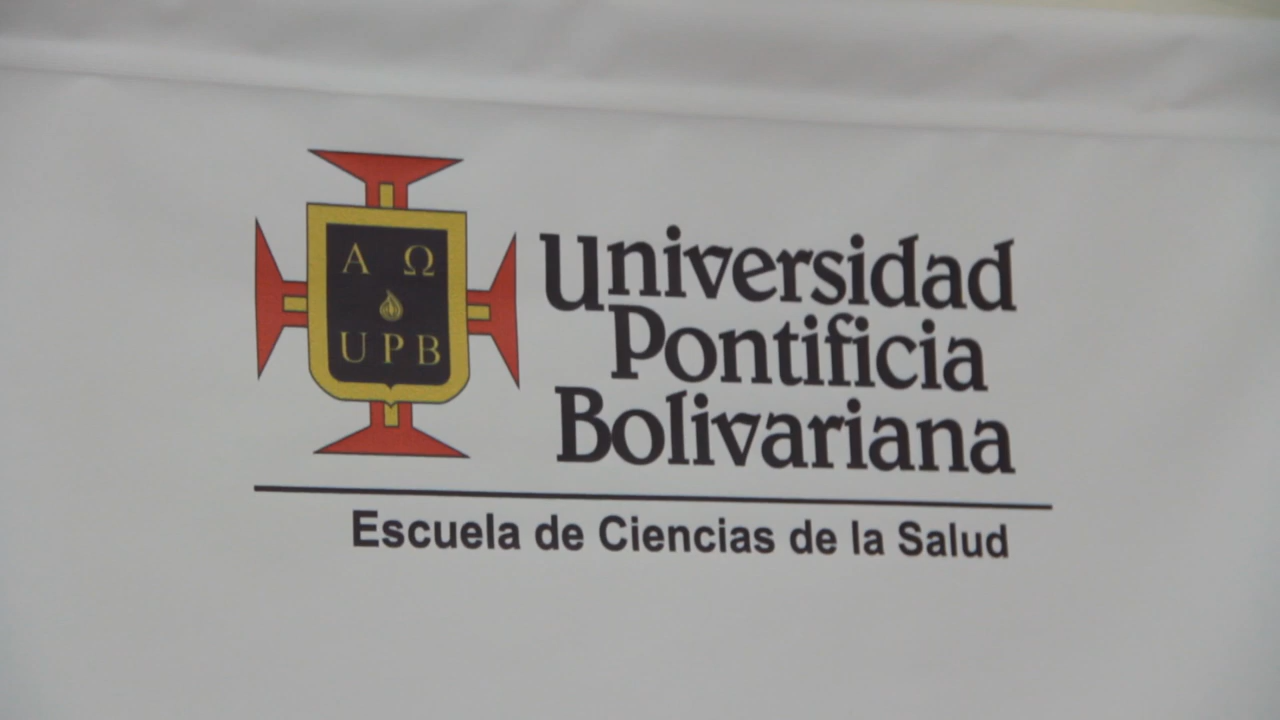 Α Ω
UPB
Universidad
Pontificia
Bolivariana
Escuela de Ciencias de la Salud